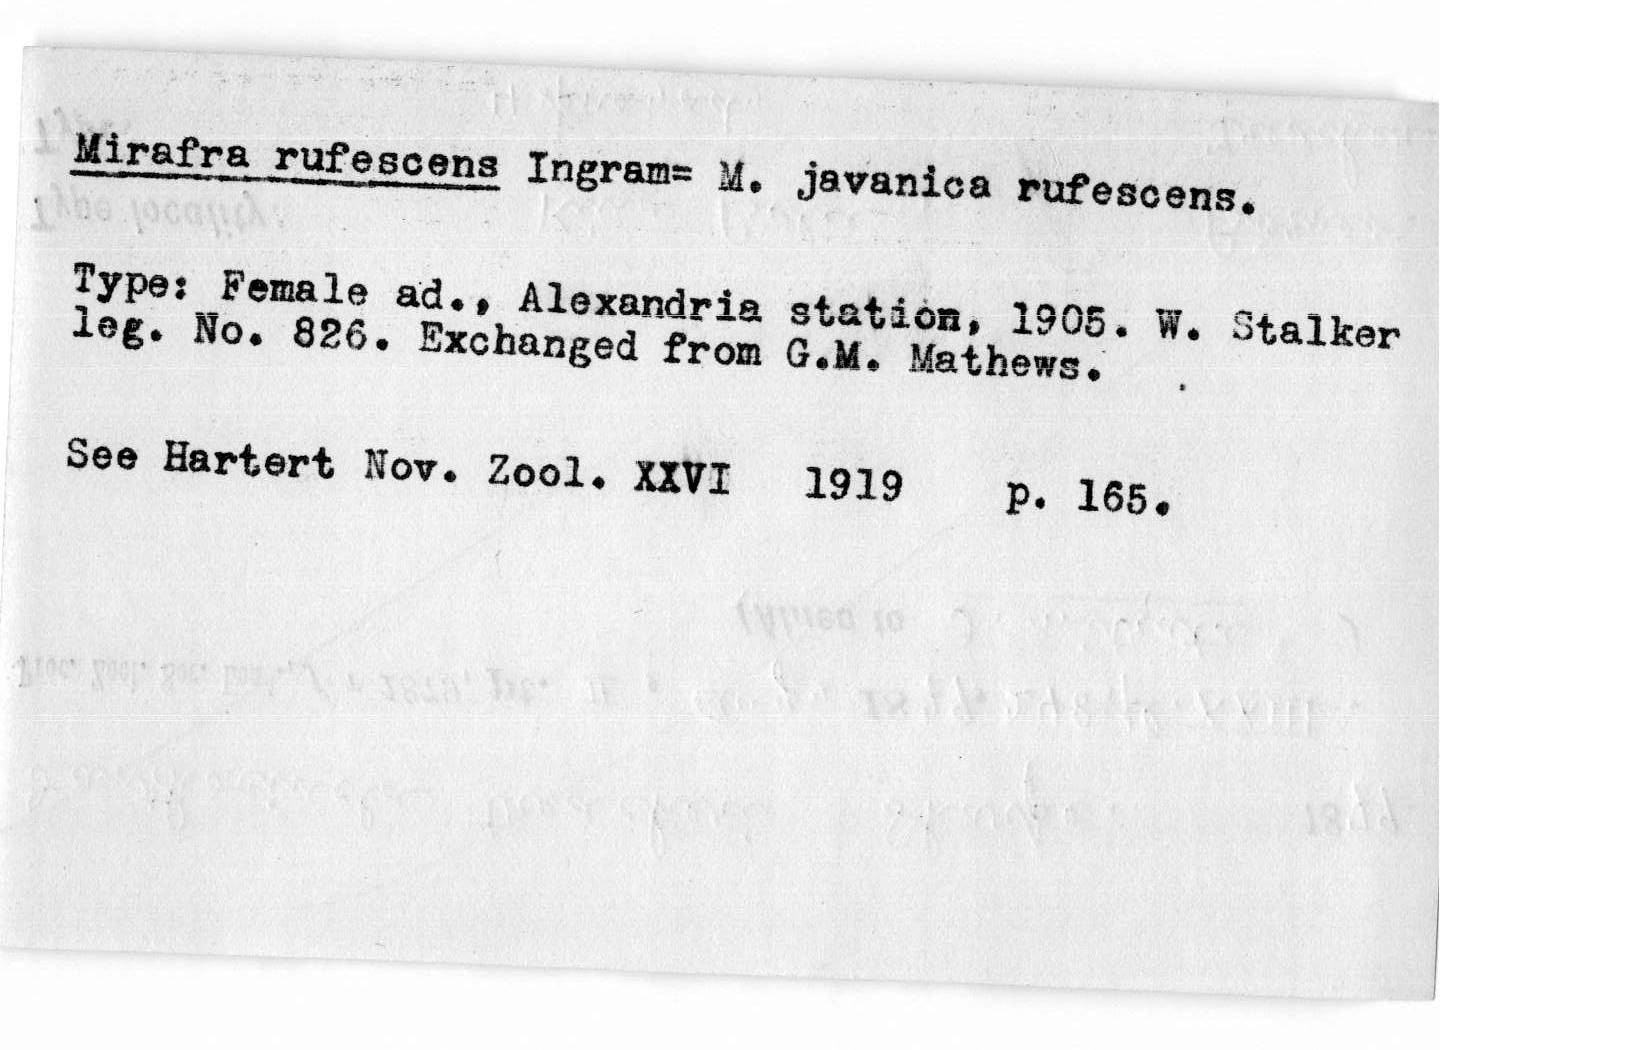 Mirafra rufescens Ingram= M. javanica rufescens.
Type: Female ad., Alexandria station, 1905. W. Stalker
leg. No. 826. Exchanged from G.M. Mathews.
See Hartert Nov. Zool. XXVI 1919 p. 165.